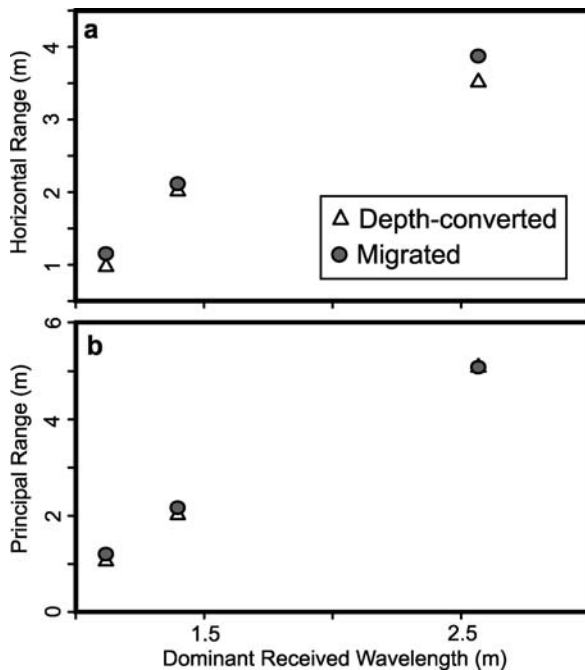 a
Horizontal Range (m)
4
3
2
1
Depth-converted
Migrated
b
Principal Range (m)
6
4
2
0
1.5
2.5
Dominant Received Wavelength (m)